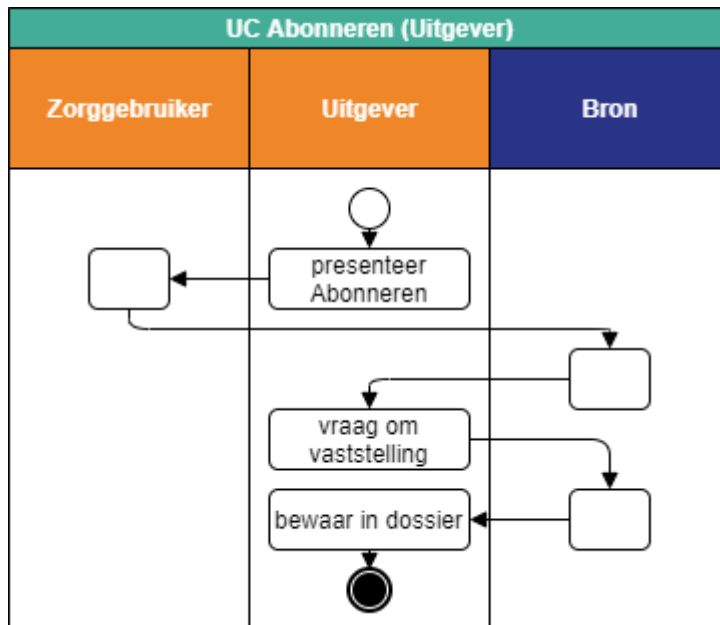 UC Abonneren (Uitgever)
Zorggebruiker
Uitgever
Bron
presenteer
Abonneren
vraag om
vaststelling
bewaar in dossier